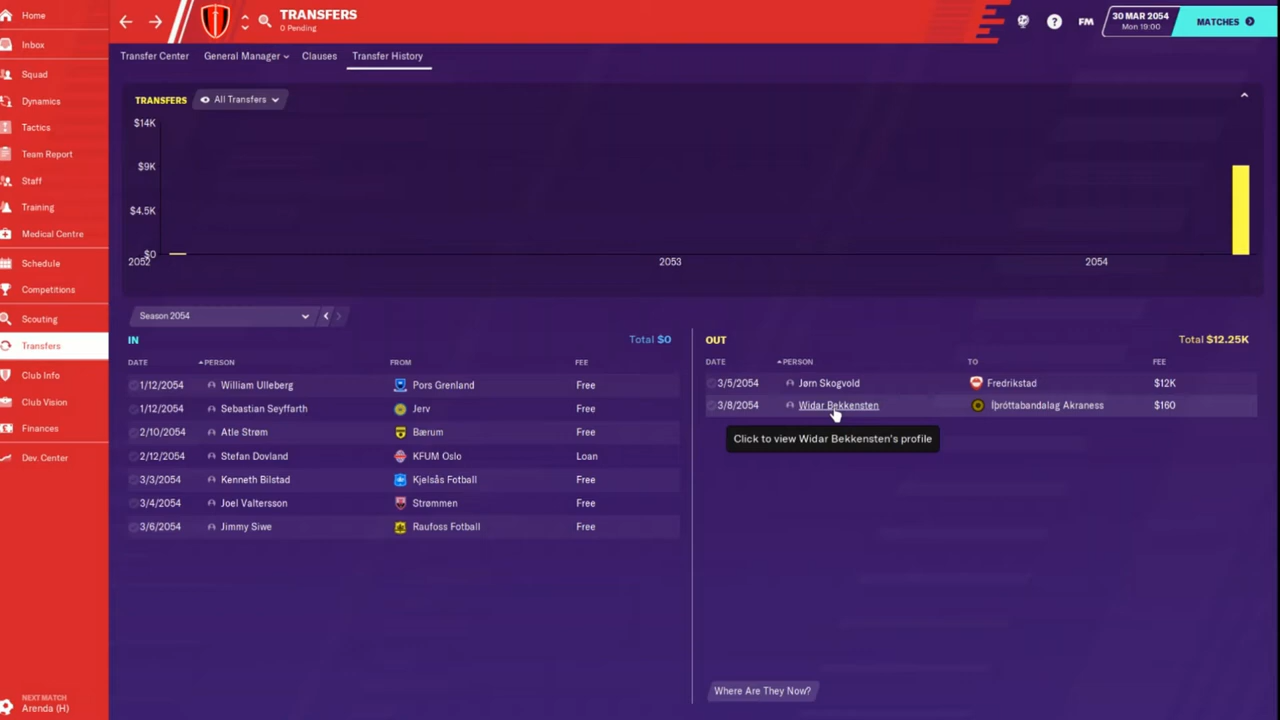 Home
Inbox
Squad
Dynamics
Tactics
Team Report
Staff
Training
Medical Centre
Schedule
Competitions
Scouting
Transfers
Club Info
Club Vision
Finances
Dev. Center
NEXT MATCH
Arenda (H)
TRANSFERS
0 Pending
FM
30 MAR 2054
Mon 19:00
MATCHES
Transfer Center
General Manager
Clauses
Transfer History
TRANSFERS
All Transfers
$14K
$9K
$4.5K
$0
2052
2053
2054
Season 2054
IN
Total $0
DATE PERSON FROM FEE
1/12/2054 William Ulleberg Pors Grenland Free
1/12/2054 Sebastian Seyffarth Jerv Free
2/10/2054 Atle Strøm Bærum Free
2/12/2054 Stefan Dovland KFUM Oslo Loan
3/3/2054 Kenneth Bilstad Kjelsås Fotball Free
3/4/2054 Joel Valtersson Strømmen Free
3/6/2054 Jimmy Siwe Raufoss Fotball Free
OUT
Total $12.25K
DATE PERSON TO FEE
3/5/2054 Jørn Skogvold Fredrikstad $12K
3/8/2054 Widar Bekkensten Íþróttabandalag Akraness $160
Click to view Widar Bekkensten's profile
Where Are They Now?